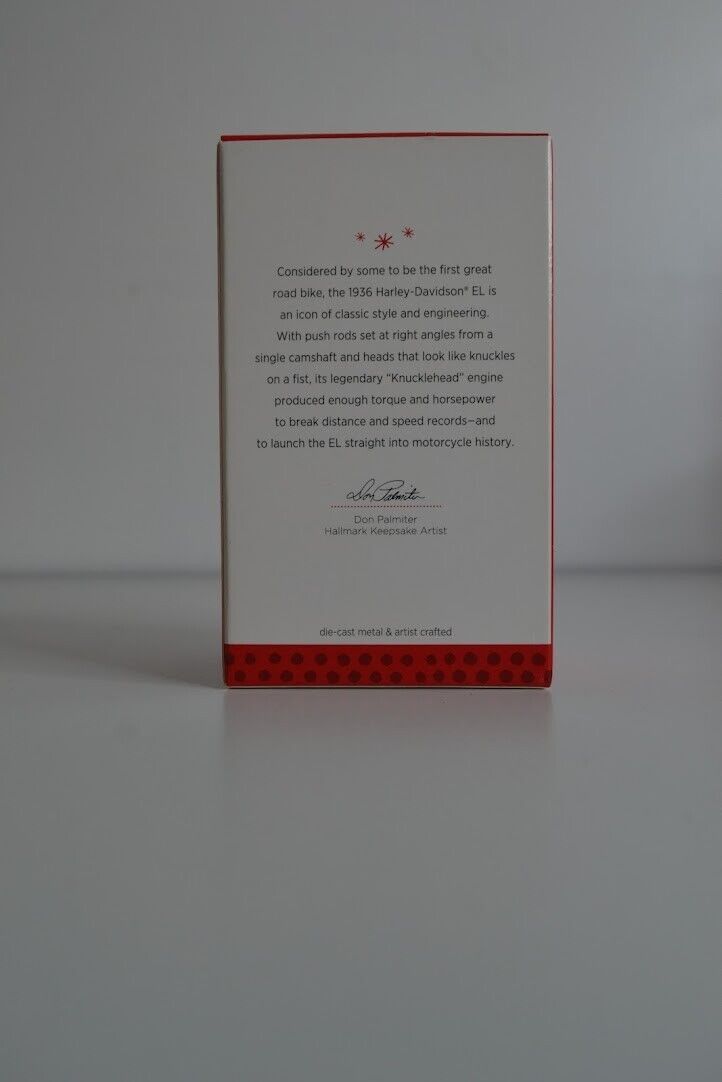 Considered by some to be the first great
road bike, the 1936 Harley-Davidson® EL is
an icon of classic style and engineering.
With push rods set at right angles from a
single camshaft and heads that look like knuckles
on a fist, its legendary “Knucklehead” engine
produced enough torque and horsepower
to break distance and speed records—and
to launch the EL straight into motorcycle history.
Don Palmiter
Don Palmiter
Hallmark Keepsake Artist
die-cast metal & artist crafted